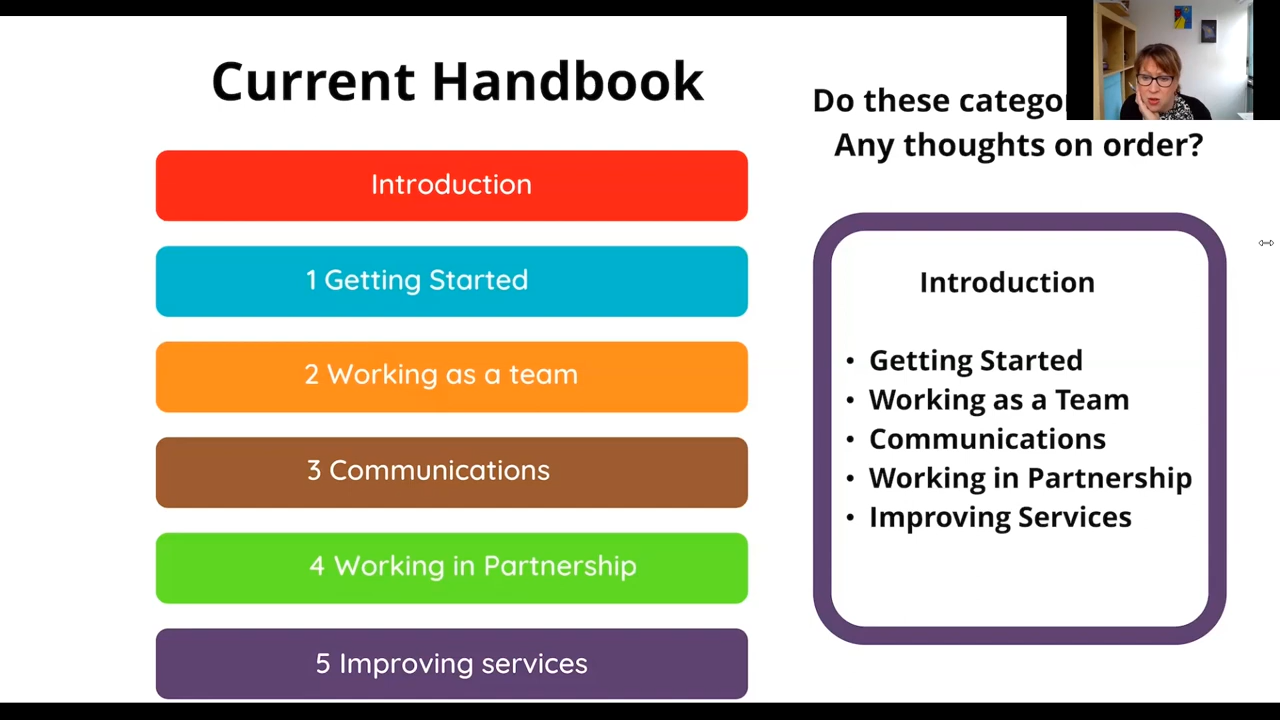 Current Handbook
Introduction
1 Getting Started
2 Working as a team
3 Communications
4 Working in Partnership
5 Improving services
Do these
Any thoughts on order?
Introduction
• Getting Started
• Working as a Team
• Communications
• Working in Partnership
• Improving Services